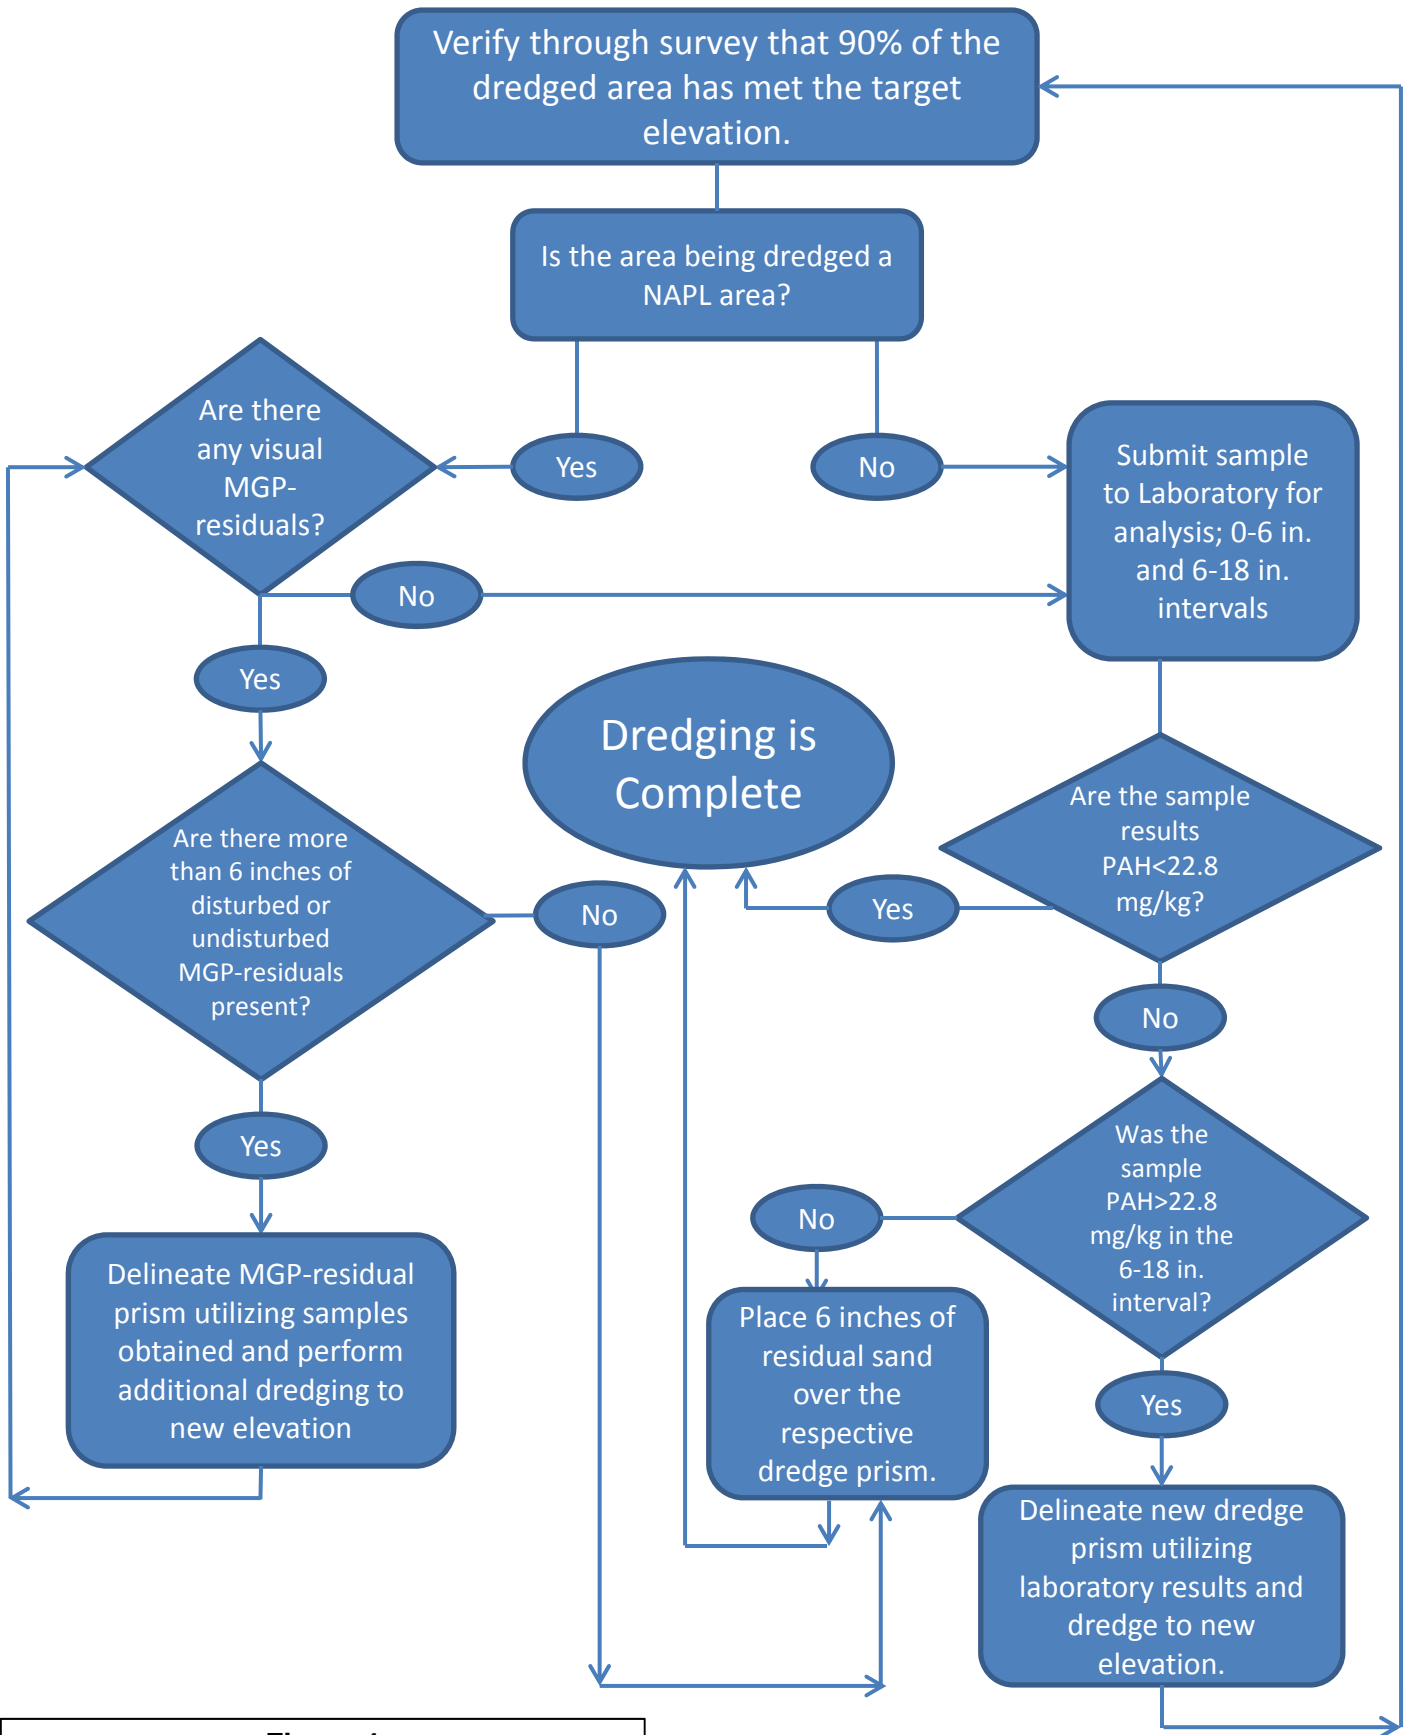 Verify through survey that 90% of the
dredged area has met the target
elevation.
Is the area being dredged a
NAPL area?
Are there
any visual
MGP-
residuals?
Yes
No
Submit sample
to Laboratory for
analysis; 0-6 in.
and 6-18 in.
intervals
No
Yes
Dredging is
Complete
Are the sample
results
PAH<22.8
mg/kg?
Are there more
than 6 inches of
disturbed or
undisturbed
MGP-residuals
present?
No
Yes
No
Yes
Was the
sample
PAH>22.8
mg/kg in the
6-18 in.
interval?
No
Delineate MGP-residual
prism utilizing samples
obtained and perform
additional dredging to
new elevation
Place 6 inches of
residual sand
over the
respective
dredge prism.
Yes
Delineate new dredge
prism utilizing
laboratory results and
dredge to new
elevation.